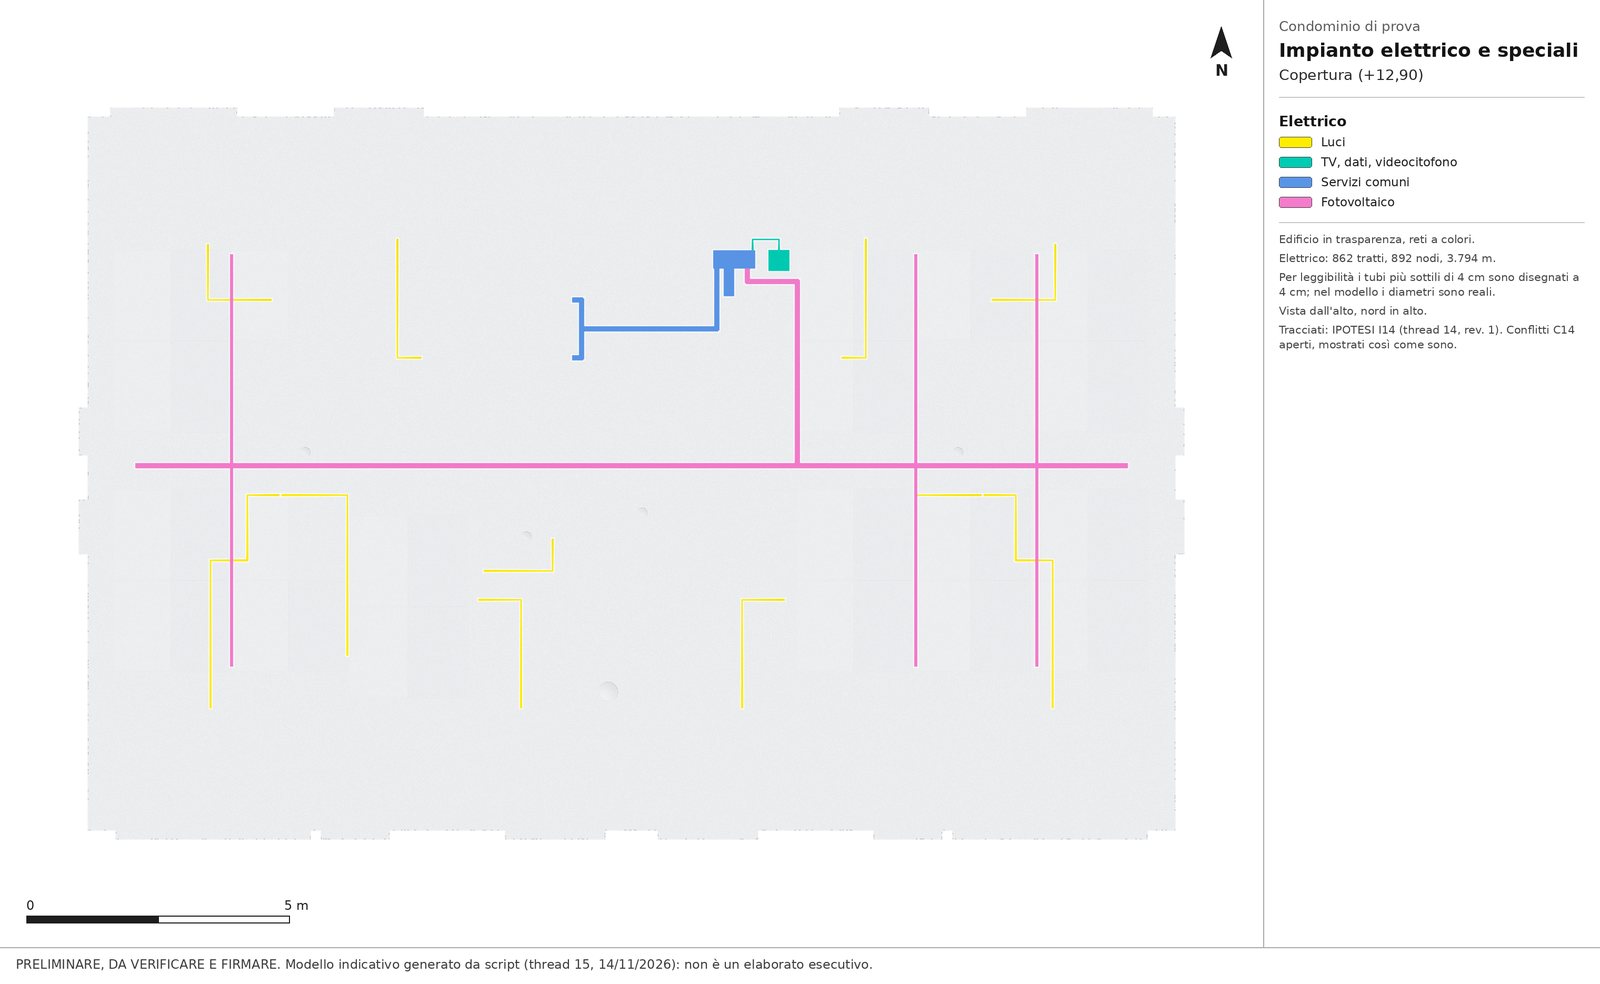 Condominio di prova
Impianto elettrico e speciali
Copertura (+12,90)
N
Elettrico
Luci
TV, dati, videocitofono
Servizi comuni
Fotovoltaico
Edificio in trasparenza, reti a colori.
Elettrico: 862 tratti, 892 nodi, 3.794 m.
Per leggibilità i tubi più sottili di 4 cm sono disegnati a
4 cm; nel modello i diametri sono reali.
Vista dall'alto, nord in alto.
Tracciati: IPOTESI I14 (thread 14, rev. 1). Conflitti C14
aperti, mostrati così come sono.
0 5 m
PRELIMINARE, DA VERIFICARE E FIRMARE. Modello indicativo generato da script (thread 15, 14/11/2026): non è un elaborato esecutivo.